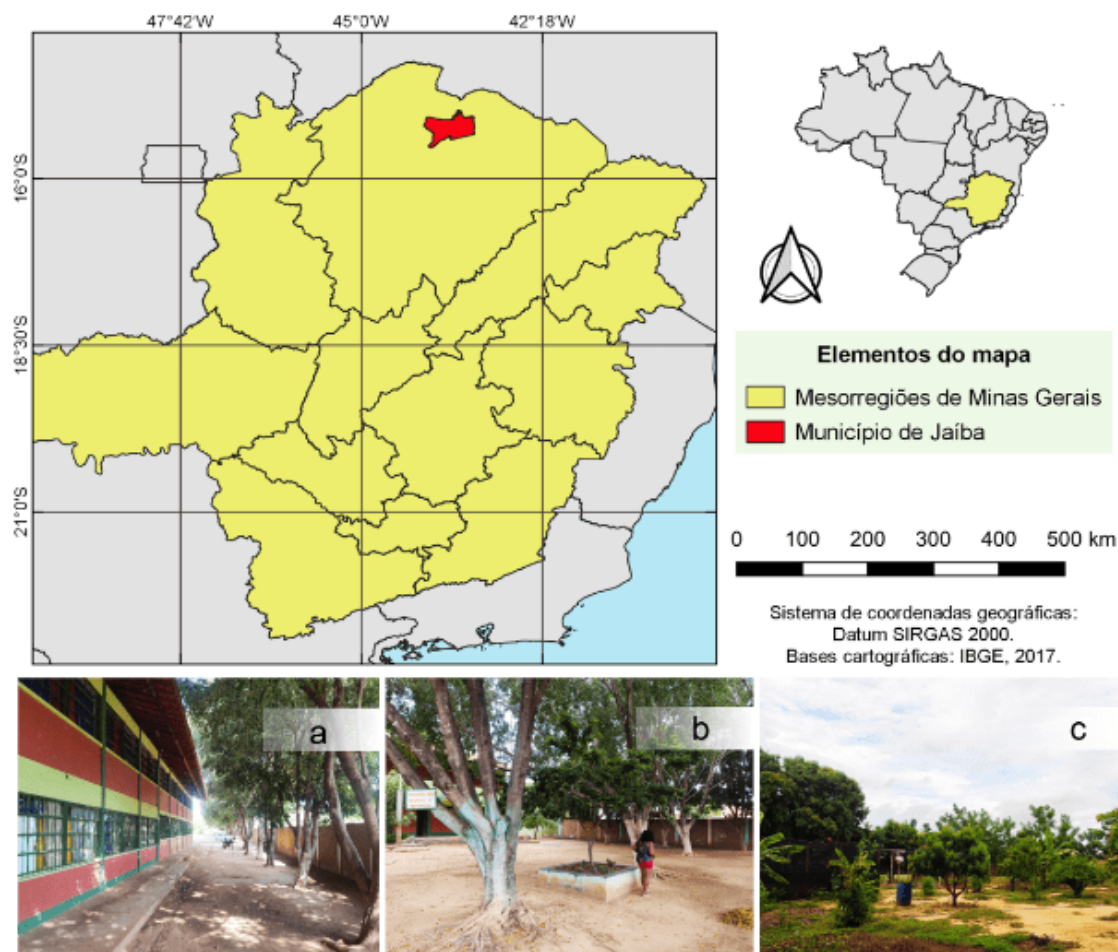 47°42'W 45°0'W 42°18'W
16°0'S
18°30'S
21°0'S
Elementos do mapa
Mesorregiões de Minas Gerais
Município de Jaíba
0 100 200 300 400 500 km
Sistema de coordenadas geográficas:
Datum SIRGAS 2000.
Bases cartográficas: IBGE, 2017.
a b c